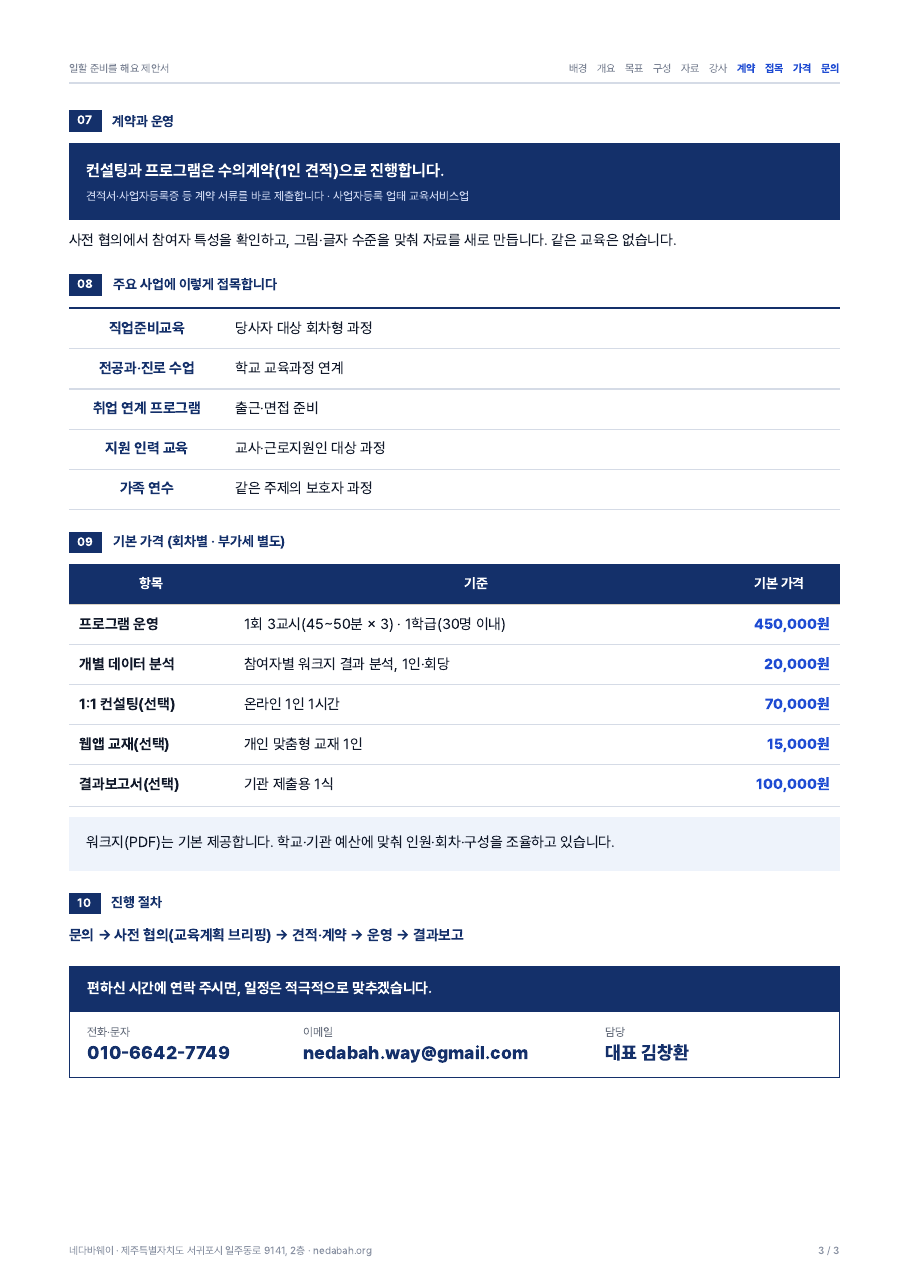 일할 준비를 해요 제안서
배경 개요 목표 구성 자료 강사 계약 접목 가격 문의
07 계약과 운영
컨설팅과 프로그램은 수의계약(1인 견적)으로 진행합니다.
견적서·사업자등록증 등 계약 서류를 바로 제출합니다 · 사업자등록 업태 교육서비스업
사전 협의에서 참여자 특성을 확인하고, 그림·글자 수준을 맞춰 자료를 새로 만듭니다. 같은 교육은 없습니다.
08 주요 사업에 이렇게 접목합니다
직업준비교육 당사자 대상 회차형 과정
전공과·진로 수업 학교 교육과정 연계
취업 연계 프로그램 출근·면접 준비
지원 인력 교육 교사·근로지원인 대상 과정
가족 연수 같은 주제의 보호자 과정
09 기본 가격 (회차별 · 부가세 별도)
항목 기준 기본 가격
프로그램 운영 1회 3교시(45~50분 × 3) · 1학급(30명 이내) 450,000원
개별 데이터 분석 참여자별 워크지 결과 분석, 1인·회당 20,000원
1:1 컨설팅(선택) 온라인 1인 1시간 70,000원
웹앱 교재(선택) 개인 맞춤형 교재 1인 15,000원
결과보고서(선택) 기관 제출용 1식 100,000원
워크지(PDF)는 기본 제공합니다. 학교·기관 예산에 맞춰 인원·회차·구성을 조율하고 있습니다.
10 진행 절차
문의 → 사전 협의(교육계획 브리핑) → 견적·계약 → 운영 → 결과보고
편하신 시간에 연락 주시면, 일정은 적극적으로 맞추겠습니다.
전화·문자 이메일 담당
010-6642-7749 nedabah.way@gmail.com 대표 김창환
네다바웨이 · 제주특별자치도 서귀포시 일주동로 9141, 2층 · nedabah.org
3 / 3